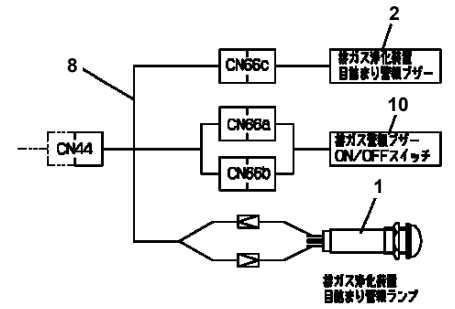 2
排ガス浄化装置
目詰まり警報ブザー
8
CN66c
10
CN66a
排ガス警報ブザー
ON/OFFスイッチ
CN44
CN66b
1
排ガス浄化装置
目詰まり警報ランプ